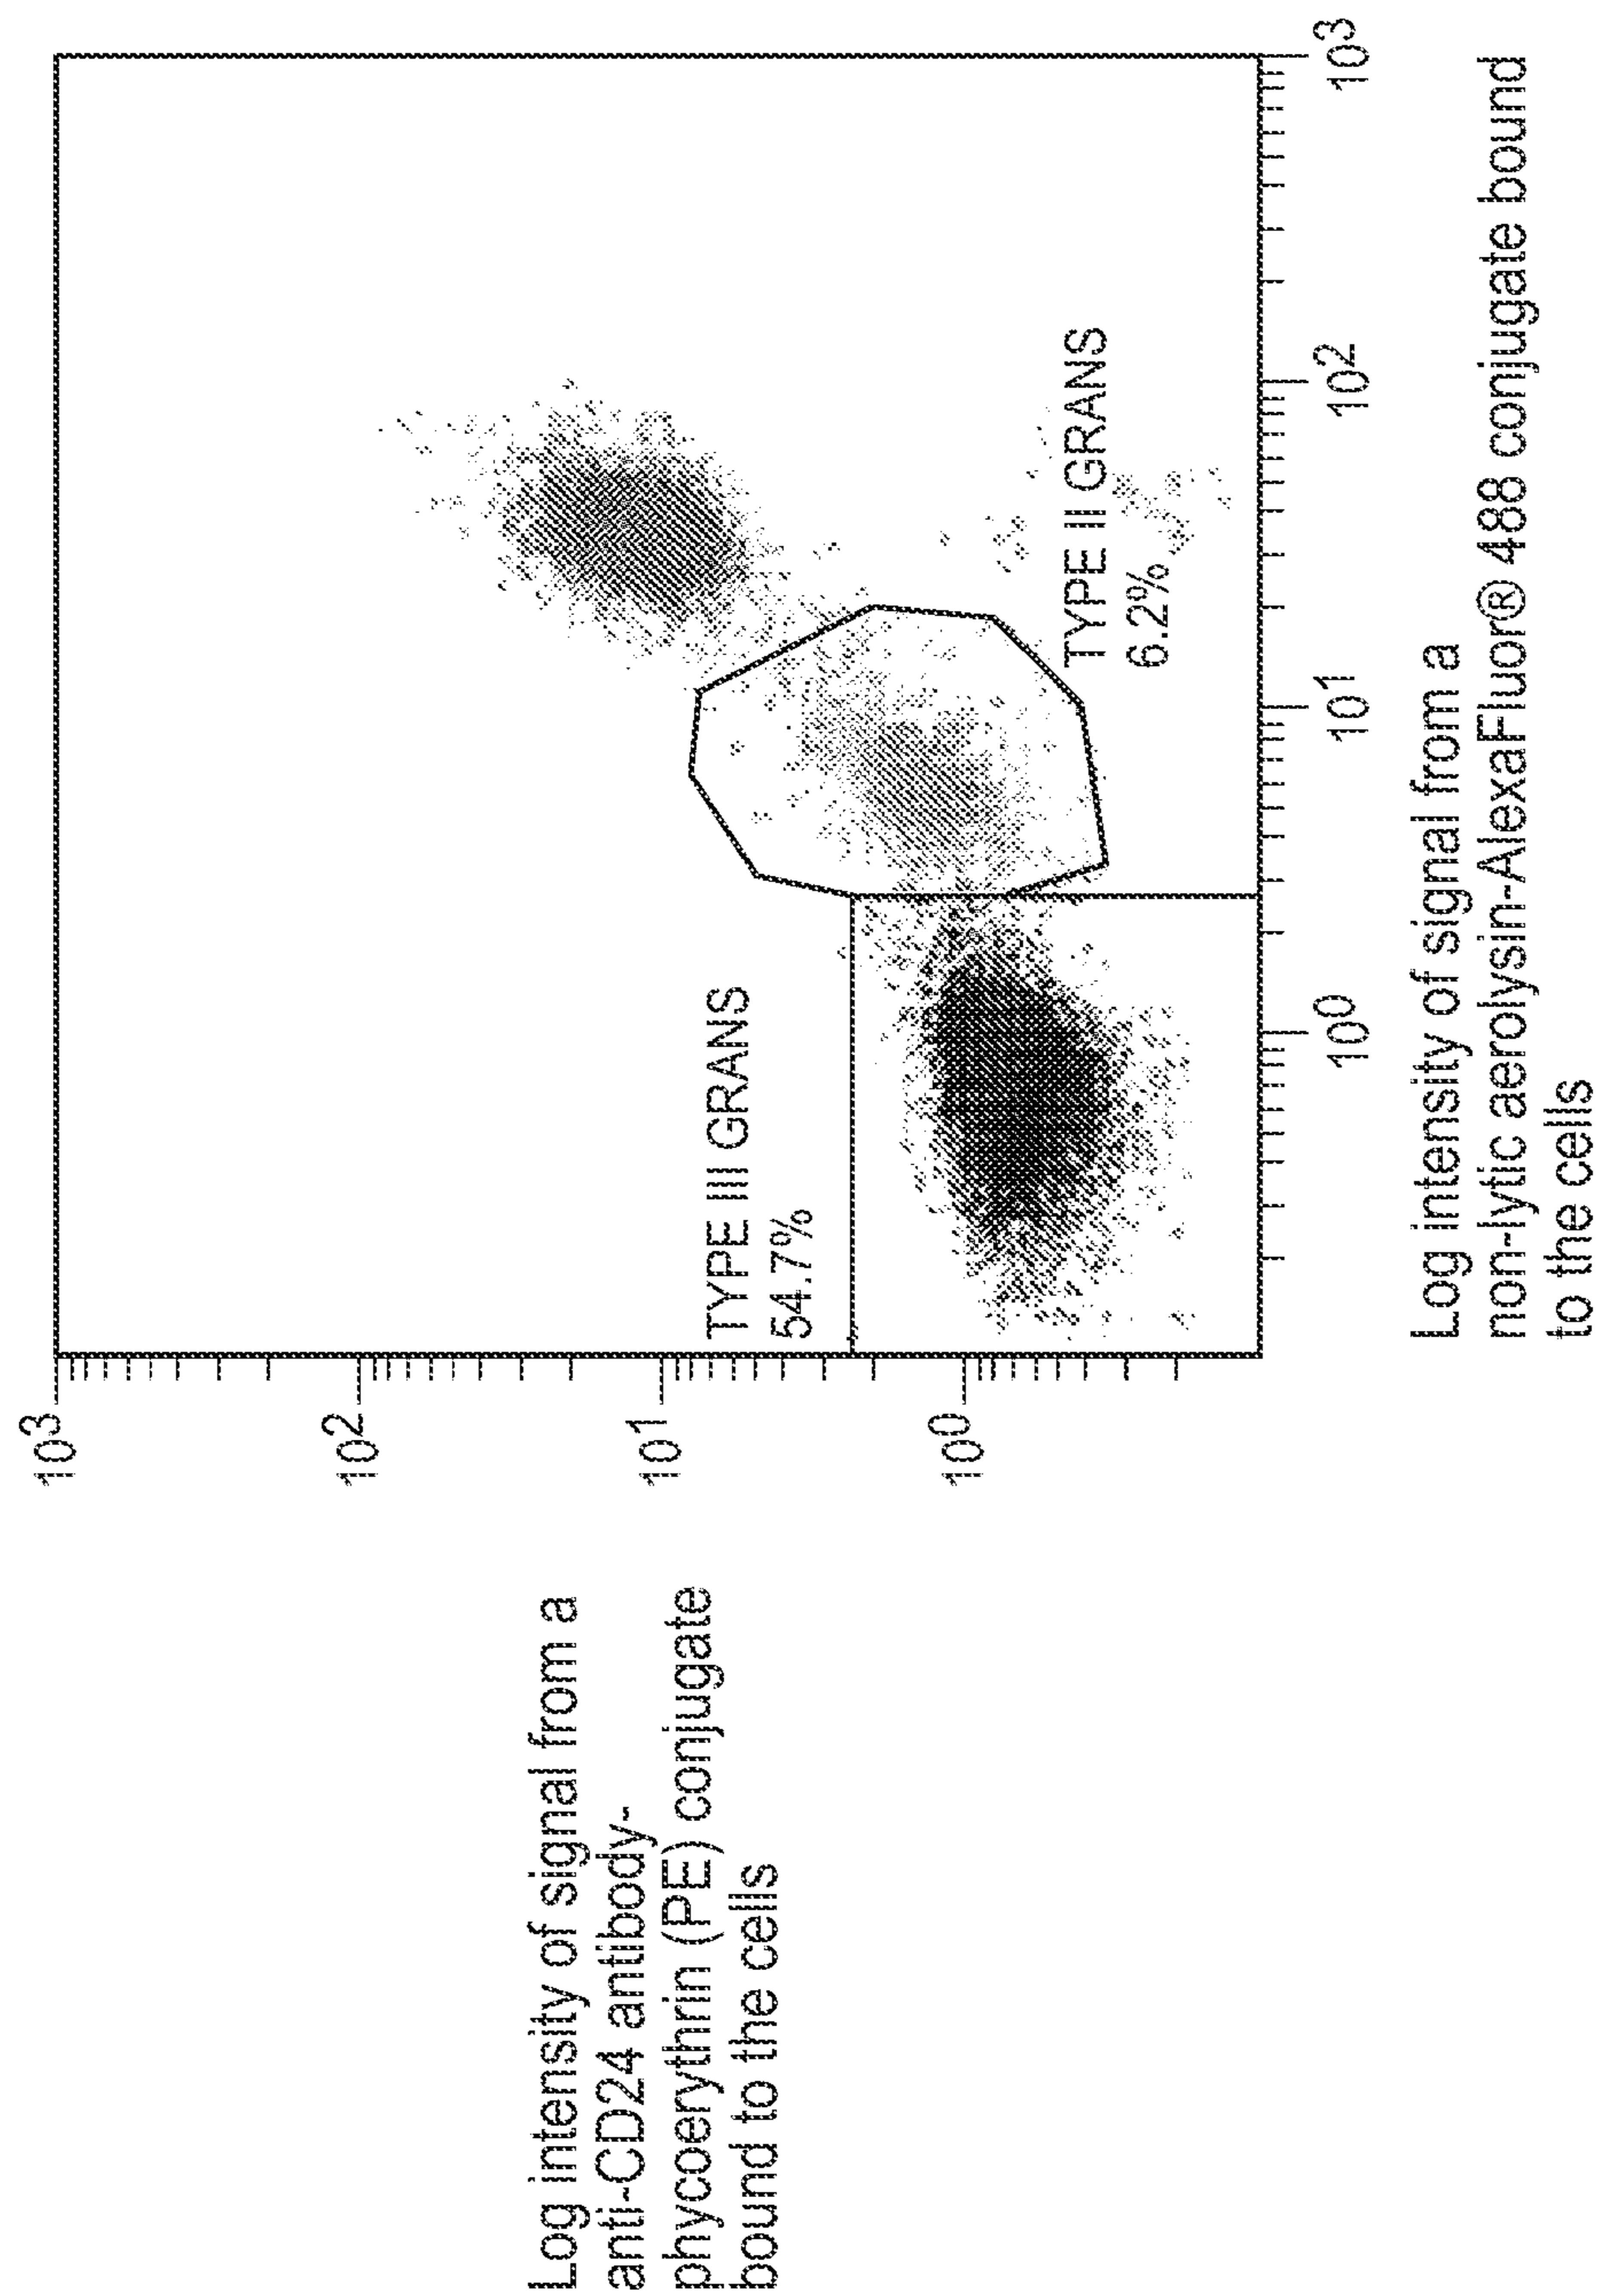 Log intensity of signal from a
anti-CD24 antibody-
phycoerythrin (PE) conjugate
bound to the cells
10³
10²
10¹
10⁰
TYPE III GRANS
54.7%
TYPE II GRANS
6.2%
10⁰
10¹
10²
10³
Log intensity of signal from a
non-lytic aerolysin-AlexaFluor® 488 conjugate bound
to the cells